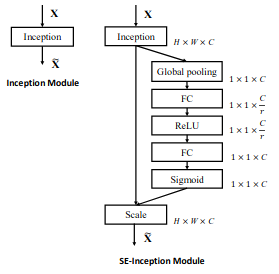 X
Inception
X̃
Inception Module
X
Inception
H × W × C
Global pooling
1 × 1 × C
FC
1 × 1 × C/r
ReLU
1 × 1 × C/r
FC
1 × 1 × C
Sigmoid
1 × 1 × C
Scale
H × W × C
X̃
SE-Inception Module